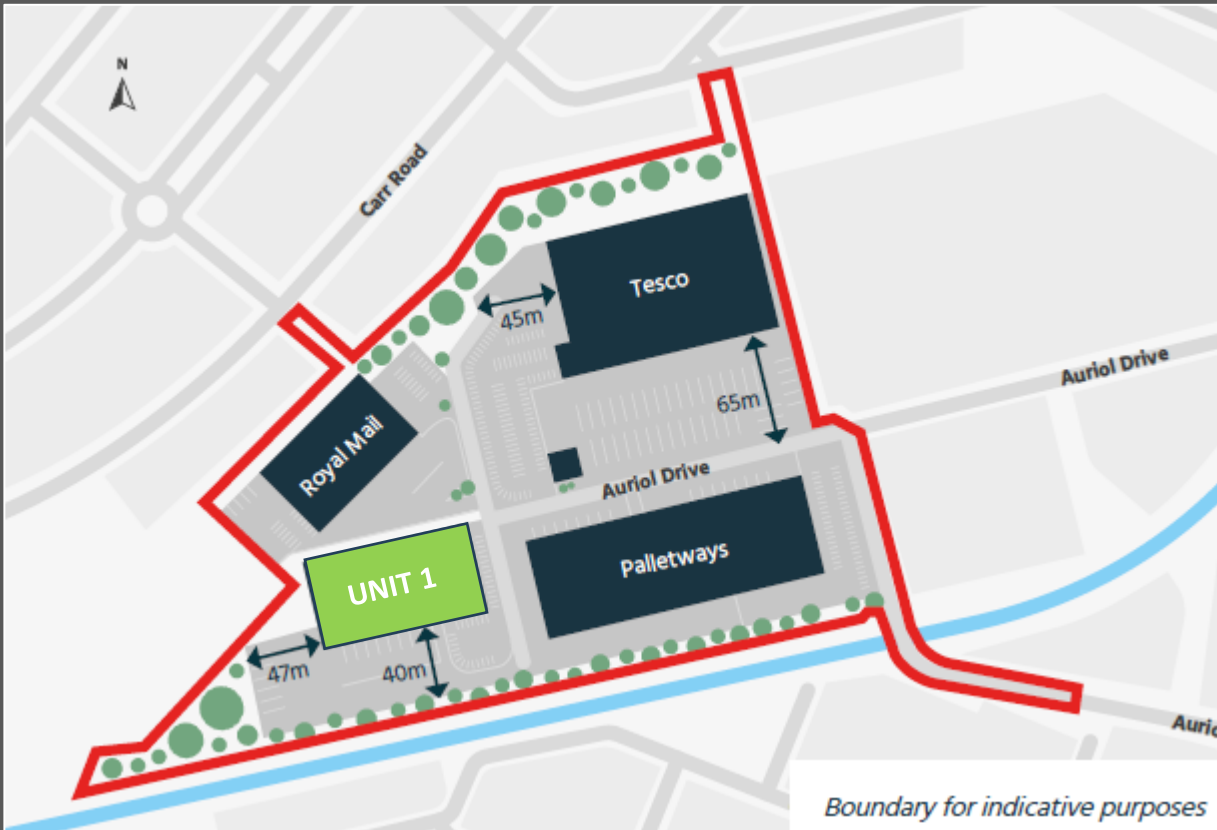 N
Carr Road
Tesco
45m
Auriol Drive
65m
Royal Mail
Auriol Drive
Palletways
UNIT 1
47m
40m
Boundary for indicative purposes